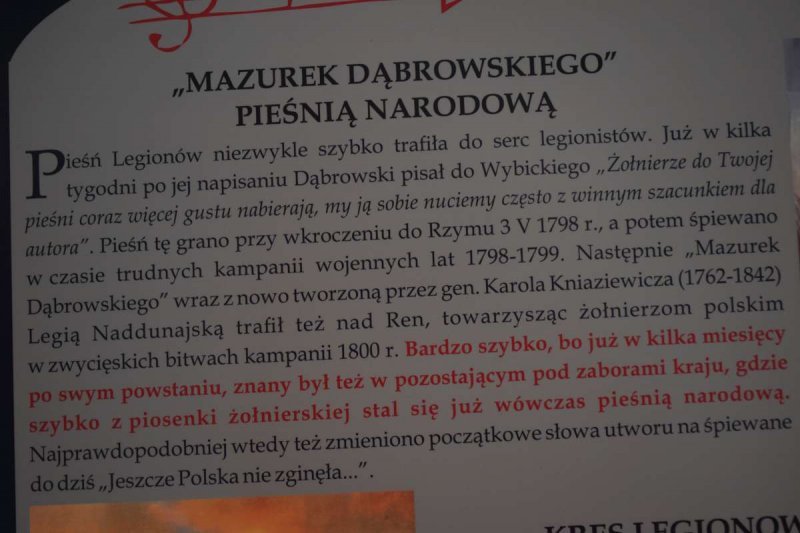 „MAZUREK DĄBROWSKIEGO”
PIEŚNIĄ NARODOWĄ
Pieśń Legionów niezwykle szybko trafiła do serc legionistów. Już w kilka
tygodni po jej napisaniu Dąbrowski pisał do Wybickiego „Żołnierze do Twojej
pieśni coraz więcej gustu nabierają, my ją sobie nuciemy często z winnym szacunkiem dla
autora”. Pieśń tę grano przy wkroczeniu do Rzymu 3 V 1798 r., a potem śpiewano
w czasie trudnych kampanii wojennych lat 1798-1799. Następnie „Mazurek
Dąbrowskiego” wraz z nowo tworzoną przez gen. Karola Kniaziewicza (1762-1842)
Legią Naddunajską trafił też nad Ren, towarzysząc żołnierzom polskim
w zwycięskich bitwach kampanii 1800 r. Bardzo szybko, bo już w kilka miesięcy
po swym powstaniu, znany był też w pozostającym pod zaborami kraju, gdzie
szybko z piosenki żołnierskiej stal się już wówczas pieśnią narodową.
Najprawdopodobniej wtedy też zmieniono początkowe słowa utworu na śpiewane
do dziś „Jeszcze Polska nie zginęła...”.
KRES LEGIONOW